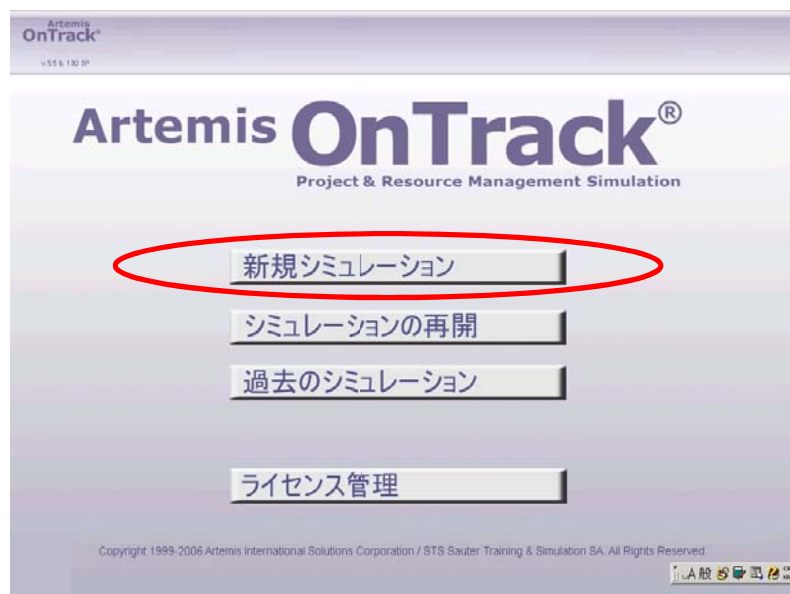 Artemis
OnTrack®
Artemis OnTrack®
Project & Resource Management Simulation
新規シミュレーション
シミュレーションの再開
過去のシミュレーション
ライセンス管理
Copyright 1999-2006 Artemis International Solutions Corporation / STS Sauter Training & Simulation SA. All Rights Reserved
A 般